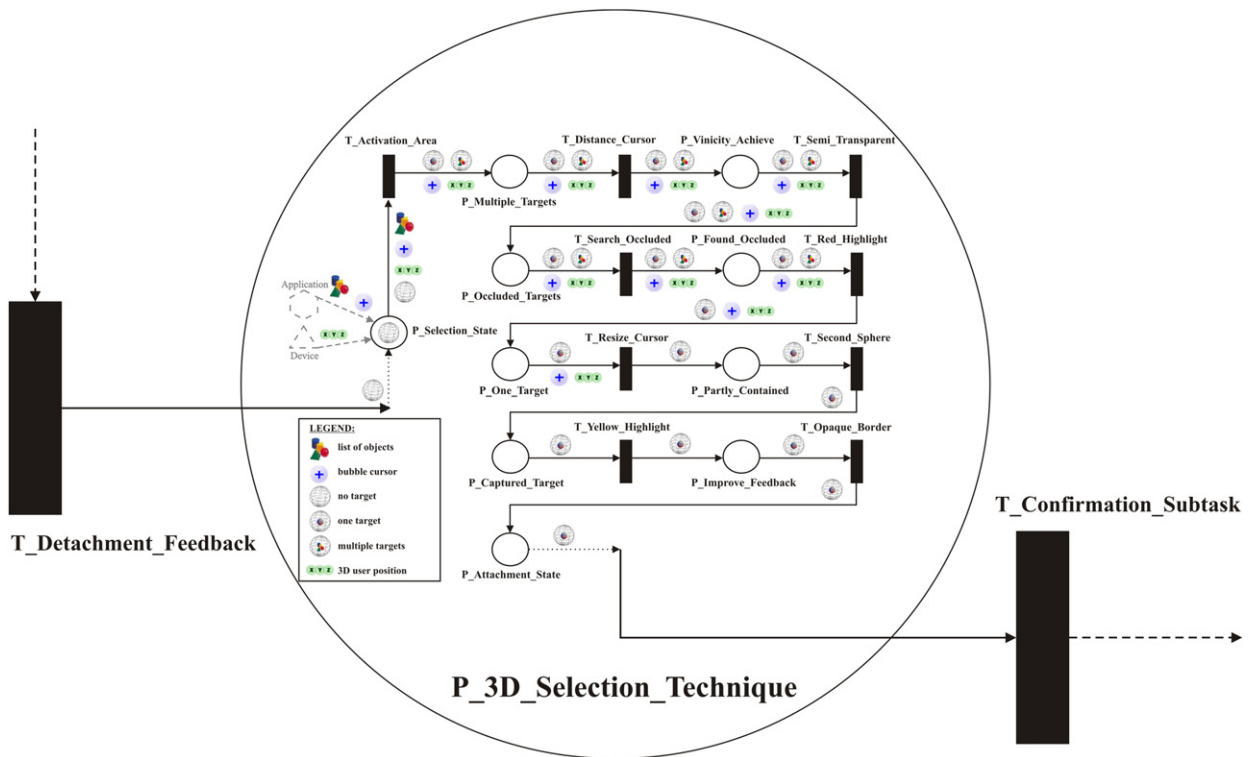 T_Activation_Area
T_Distance_Cursor
P_Vinicity_Achieve
T_Semi_Transparent
X Y Z
X Y Z
X Y Z
X Y Z
P_Multiple_Targets
X Y Z
T_Search_Occluded
P_Found_Occluded
T_Red_Highlight
X Y Z
X Y Z
X Y Z
X Y Z
P_Occluded_Targets
Application
X Y Z
X Y Z
P_Selection_State
Device
T_Resize_Cursor
T_Second_Sphere
X Y Z
P_One_Target
P_Partly_Contained
T_Yellow_Highlight
T_Opaque_Border
P_Captured_Target
P_Improve_Feedback
P_Attachment_State
LEGEND:
list of objects
bubble cursor
no target
one target
multiple targets
X Y Z 3D user position
T_Detachment_Feedback
T_Confirmation_Subtask
P_3D_Selection_Technique